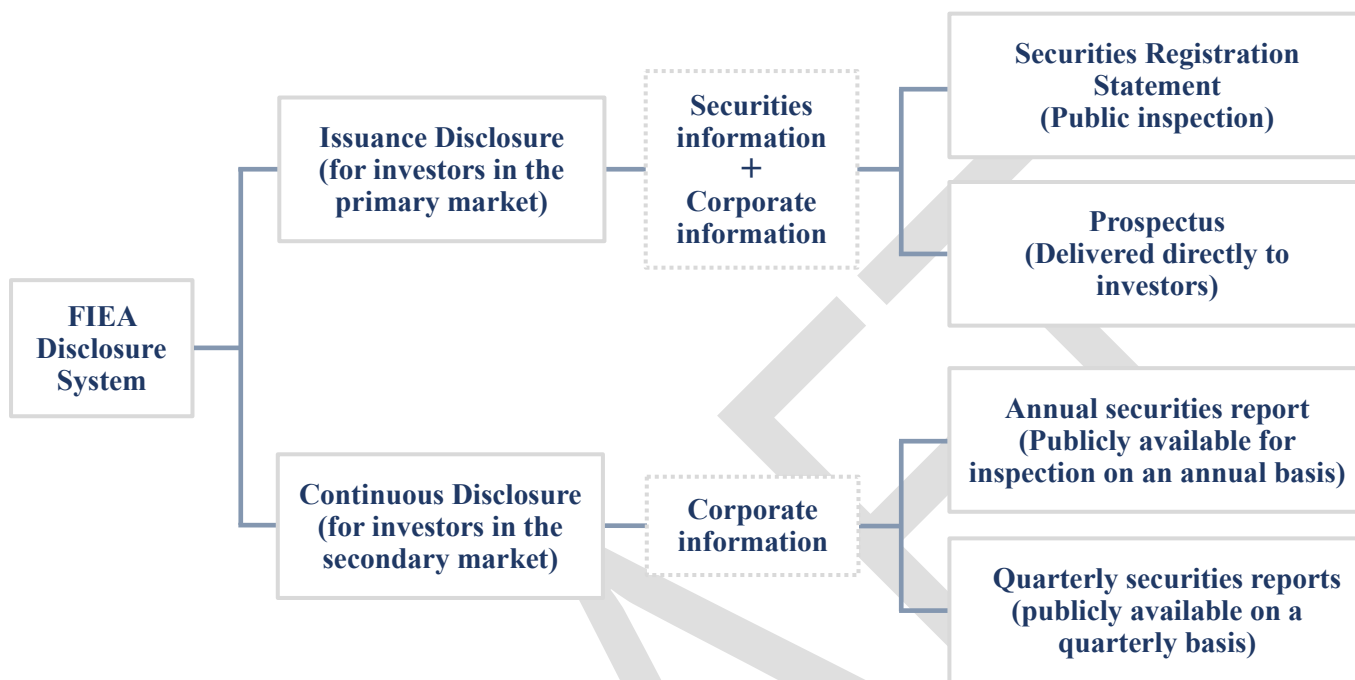 FIEA
Disclosure
System
Issuance Disclosure
(for investors in the
primary market)
Securities
information
+
Corporate
information
Securities Registration
Statement
(Public inspection)
Prospectus
(Delivered directly to
investors)
Continuous Disclosure
(for investors in the
secondary market)
Corporate
information
Annual securities report
(Publicly available for
inspection on an annual basis)
Quarterly securities reports
(publicly available on a
quarterly basis)